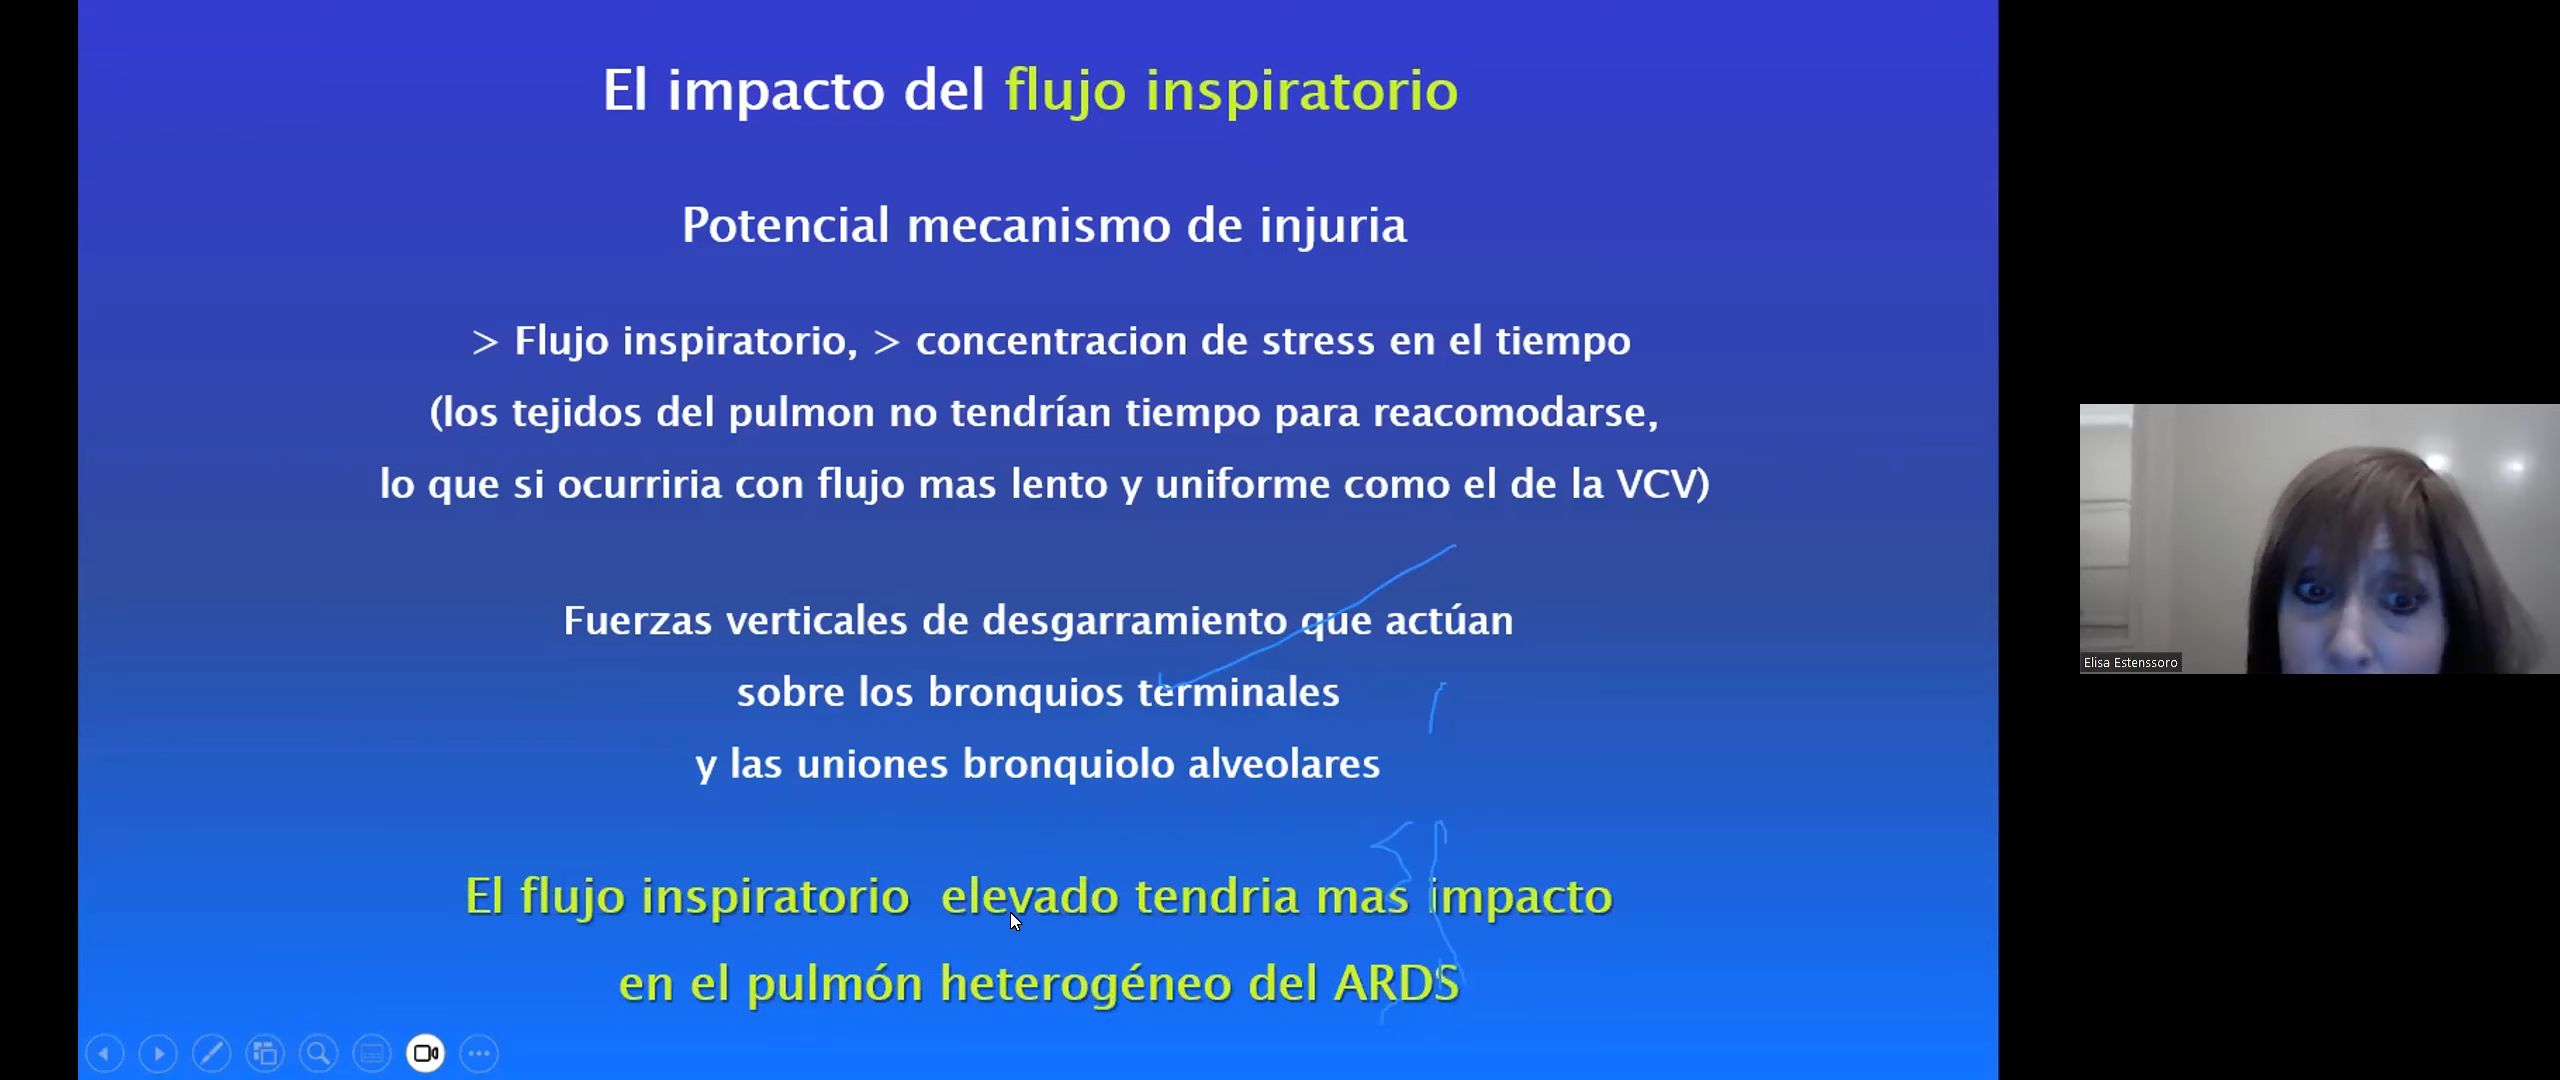 El impacto del flujo inspiratorio
Potencial mecanismo de injuria
> Flujo inspiratorio, > concentracion de stress en el tiempo
(los tejidos del pulmon no tendrían tiempo para reacomodarse,
lo que si ocurriria con flujo mas lento y uniforme como el de la VCV)
Fuerzas verticales de desgarramiento que actúan
sobre los bronquios terminales
y las uniones bronquiolo alveolares
El flujo inspiratorio elevado tendria mas impacto
en el pulmón heterogéneo del ARDS
Elisa Estenssoro